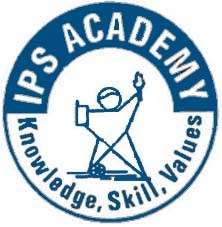 IPS ACADEMY
Knowledge, Skill, Values